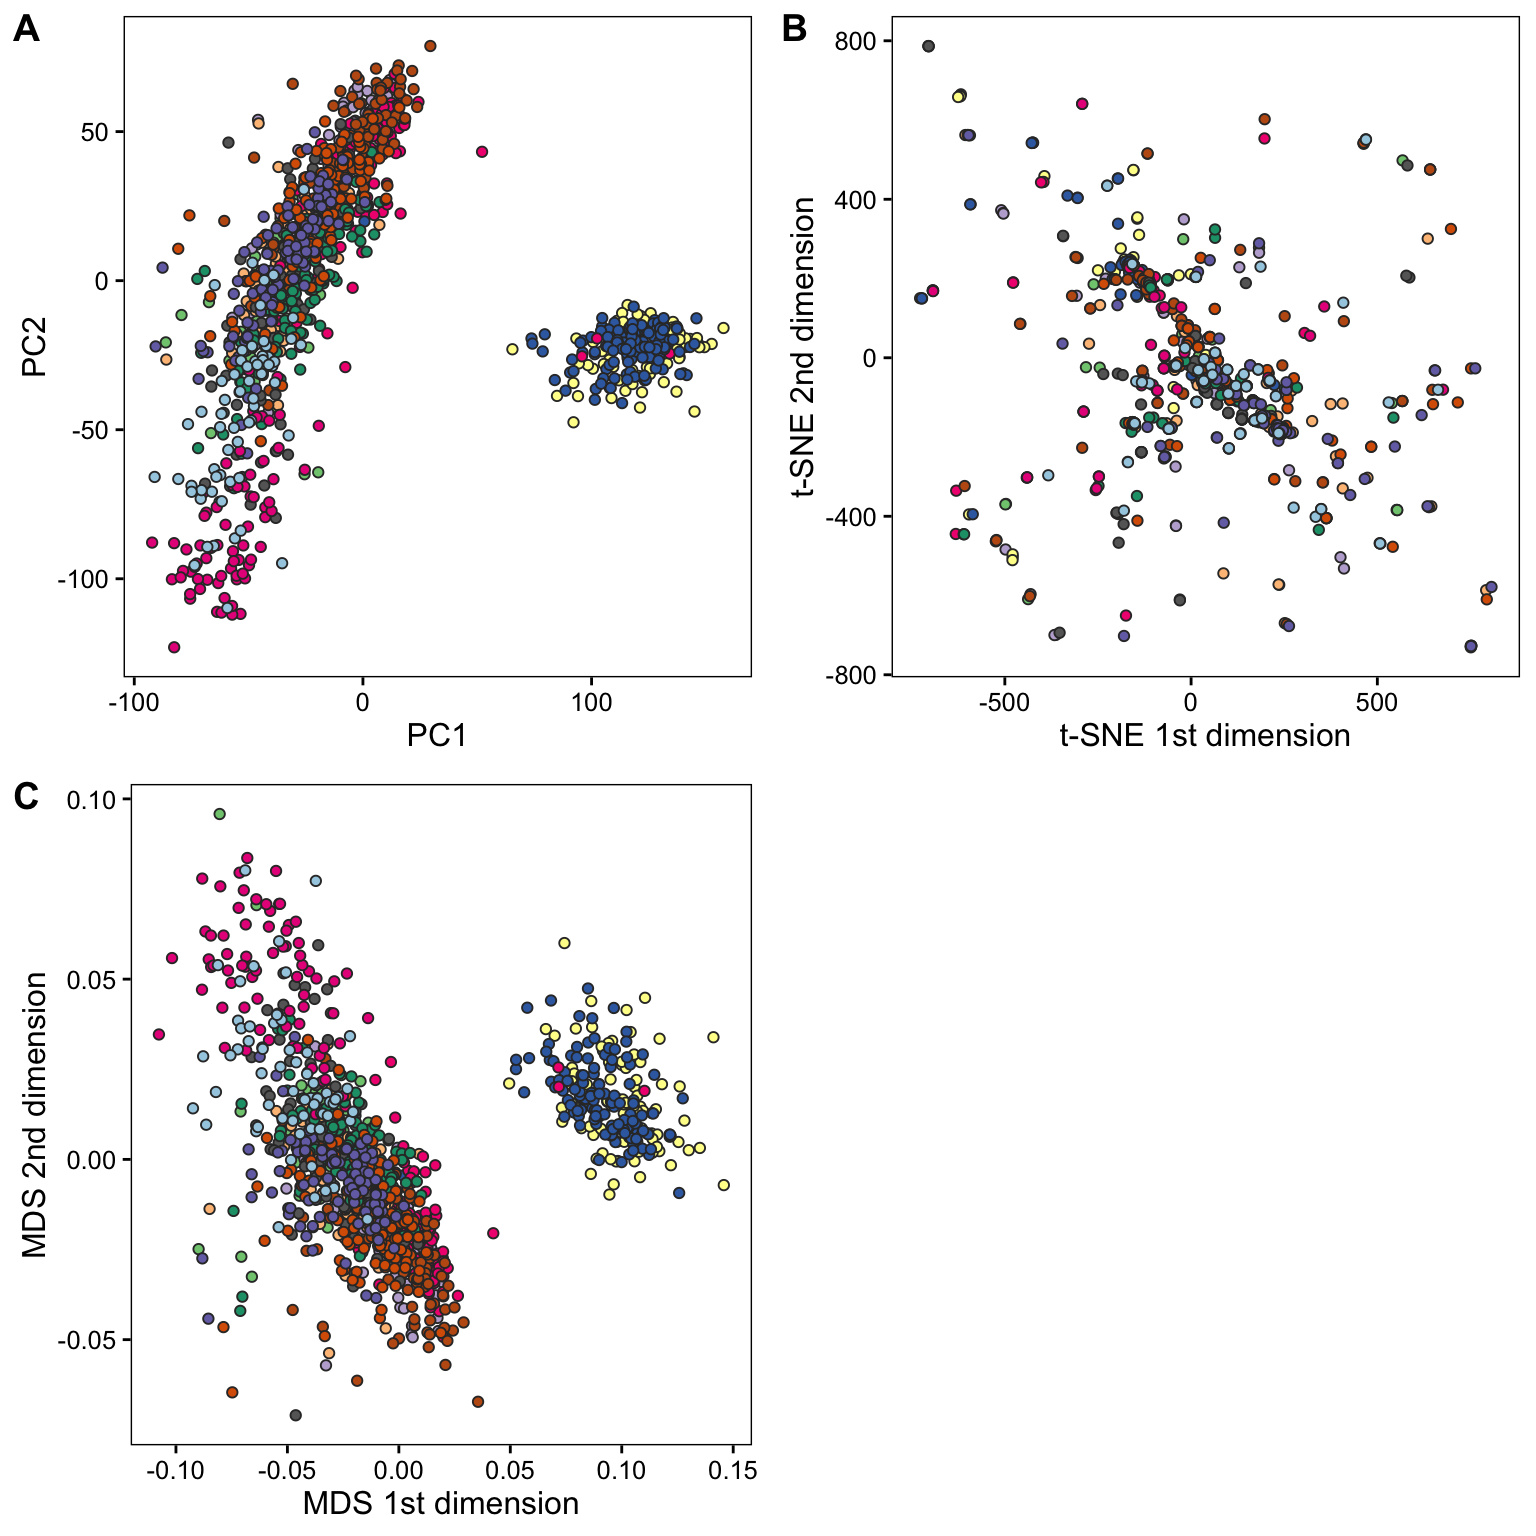 A
PC2
50
0
-50
-100
-100 0 100
PC1
B
t-SNE 2nd dimension
800
400
0
-400
-800
-500 0 500
t-SNE 1st dimension
C
MDS 2nd dimension
0.10
0.05
0.00
-0.05
-0.10 -0.05 0.00 0.05 0.10 0.15
MDS 1st dimension